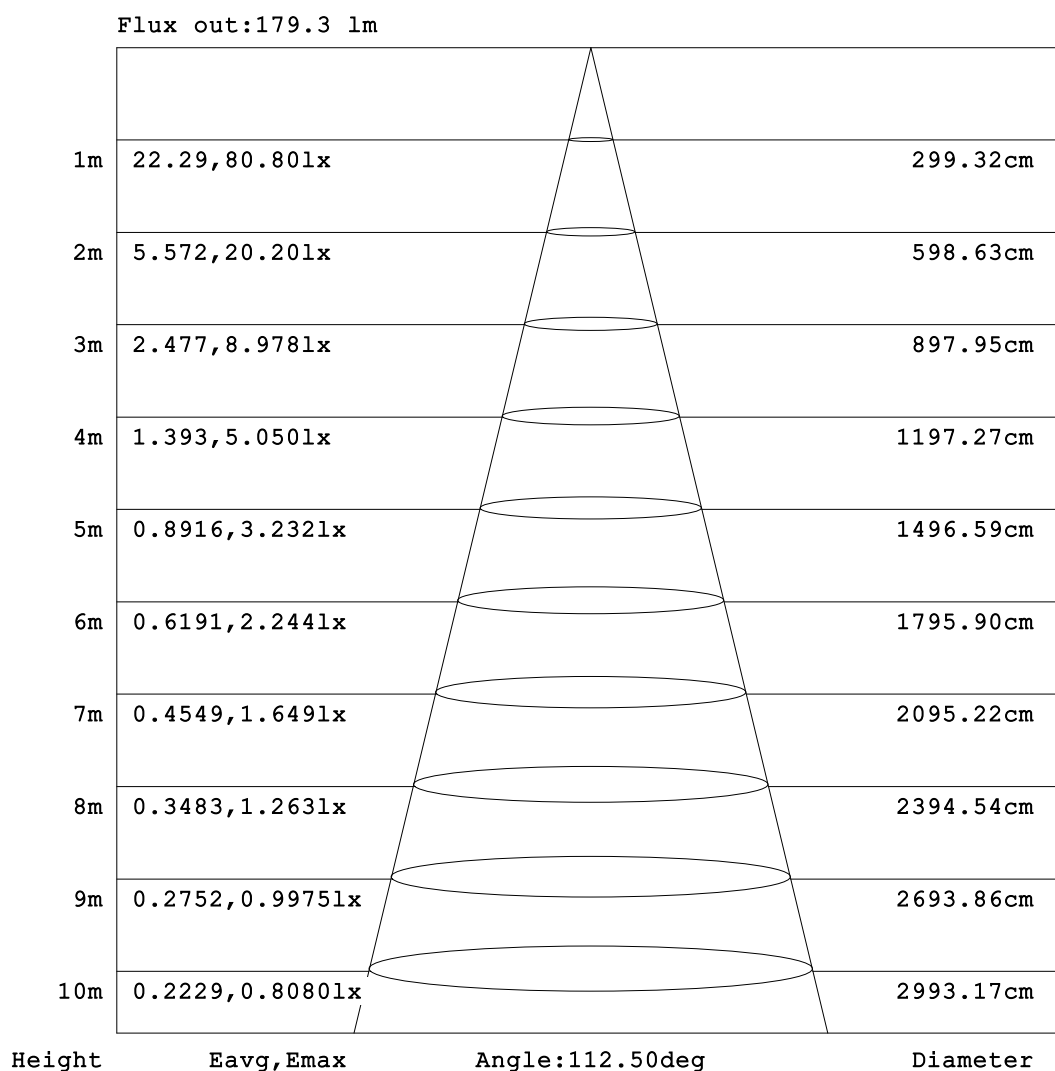 Flux out:179.3 lm
1m 22.29,80.80lx 299.32cm
2m 5.572,20.20lx 598.63cm
3m 2.477,8.978lx 897.95cm
4m 1.393,5.050lx 1197.27cm
5m 0.8916,3.232lx 1496.59cm
6m 0.6191,2.244lx 1795.90cm
7m 0.4549,1.649lx 2095.22cm
8m 0.3483,1.263lx 2394.54cm
9m 0.2752,0.9975lx 2693.86cm
10m 0.2229,0.8080lx 2993.17cm
Height Eavg,Emax Angle:112.50deg Diameter